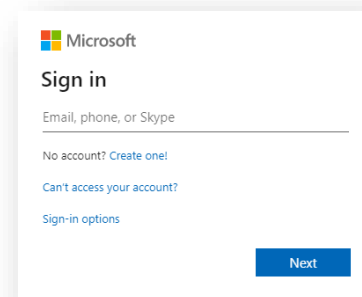 Microsoft
Sign in
Email, phone, or Skype
No account? Create one!
Can't access your account?
Sign-in options
Next